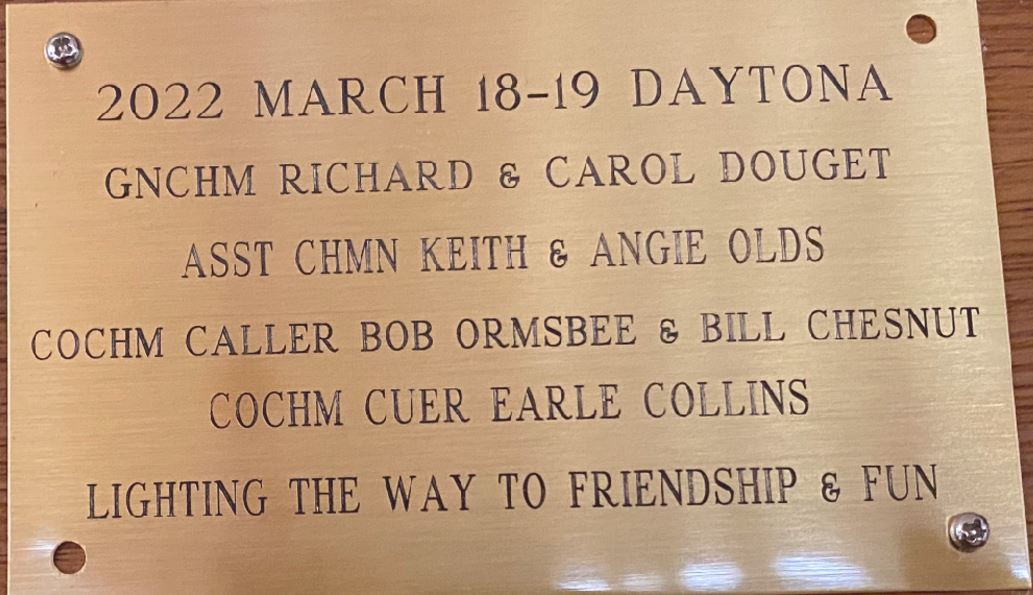 2022 MARCH 18-19 DAYTONA
GNCHM RICHARD & CAROL DOUGET
ASST CHMN KEITH & ANGIE OLDS
COCHM CALLER BOB ORMSBEE & BILL CHESNUT
COCHM CUER EARLE COLLINS
LIGHTING THE WAY TO FRIENDSHIP & FUN